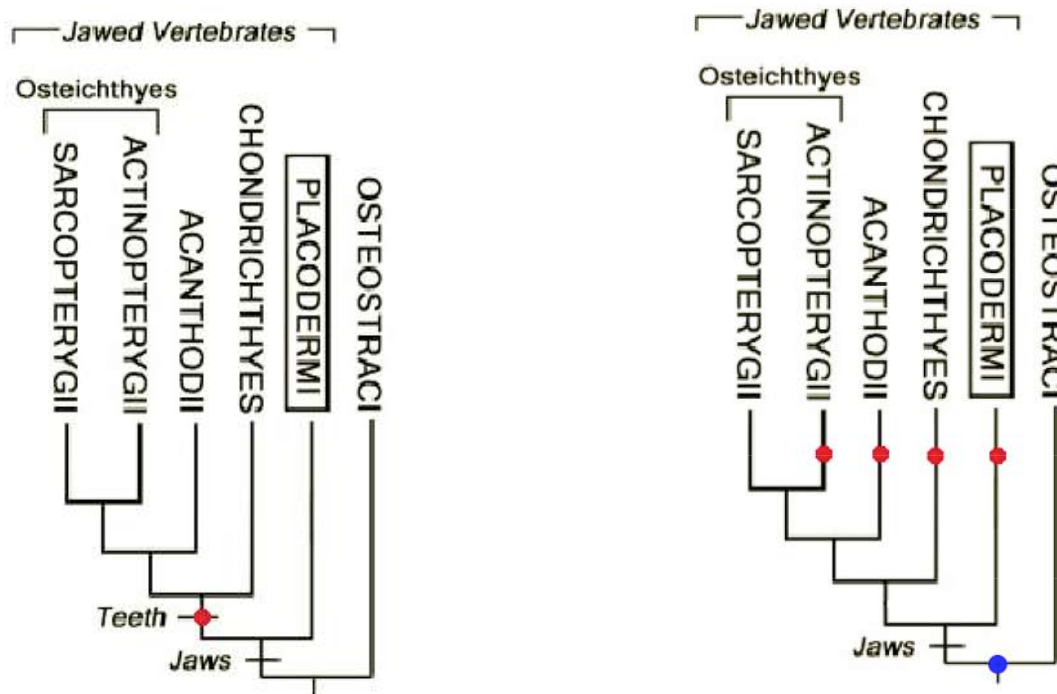 Jawed Vertebrates
Osteichthyes
SARCOPTERYGII
ACTINOPTERYGII
ACANTHODII
CHONDRICHTHYES
PLACODERMI
OSTEOSTRACI
Teeth
Jaws
Jawed Vertebrates
Osteichthyes
SARCOPTERYGII
ACTINOPTERYGII
ACANTHODII
CHONDRICHTHYES
PLACODERMI
OSTEOSTRACI
Jaws